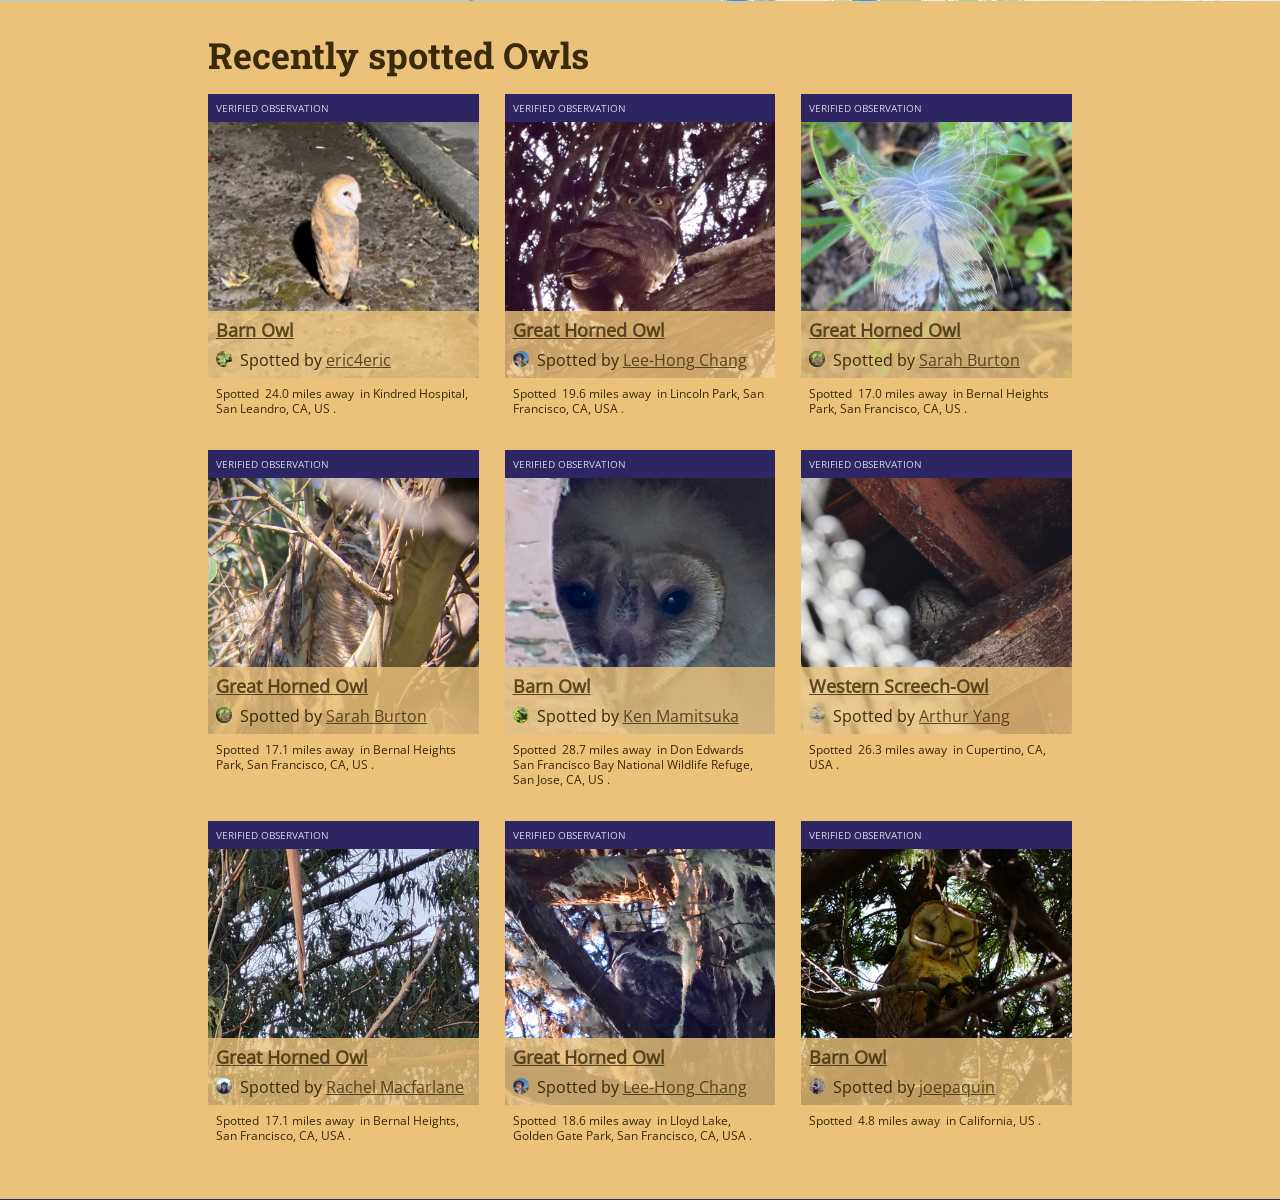 Recently spotted Owls
VERIFIED OBSERVATION
Barn Owl
Spotted by eric4eric
Spotted 24.0 miles away in Kindred Hospital,
San Leandro, CA, US .
VERIFIED OBSERVATION
Great Horned Owl
Spotted by Lee-Hong Chang
Spotted 19.6 miles away in Lincoln Park, San
Francisco, CA, USA .
VERIFIED OBSERVATION
Great Horned Owl
Spotted by Sarah Burton
Spotted 17.0 miles away in Bernal Heights
Park, San Francisco, CA, US .
VERIFIED OBSERVATION
Great Horned Owl
Spotted by Sarah Burton
Spotted 17.1 miles away in Bernal Heights
Park, San Francisco, CA, US .
VERIFIED OBSERVATION
Barn Owl
Spotted by Ken Mamitsuka
Spotted 28.7 miles away in Don Edwards
San Francisco Bay National Wildlife Refuge,
San Jose, CA, US .
VERIFIED OBSERVATION
Western Screech-Owl
Spotted by Arthur Yang
Spotted 26.3 miles away in Cupertino, CA,
USA .
VERIFIED OBSERVATION
Great Horned Owl
Spotted by Rachel Macfarlane
Spotted 17.1 miles away in Bernal Heights,
San Francisco, CA, USA .
VERIFIED OBSERVATION
Great Horned Owl
Spotted by Lee-Hong Chang
Spotted 18.6 miles away in Lloyd Lake,
Golden Gate Park, San Francisco, CA, USA .
VERIFIED OBSERVATION
Barn Owl
Spotted by joepaquin
Spotted 4.8 miles away in California, US .